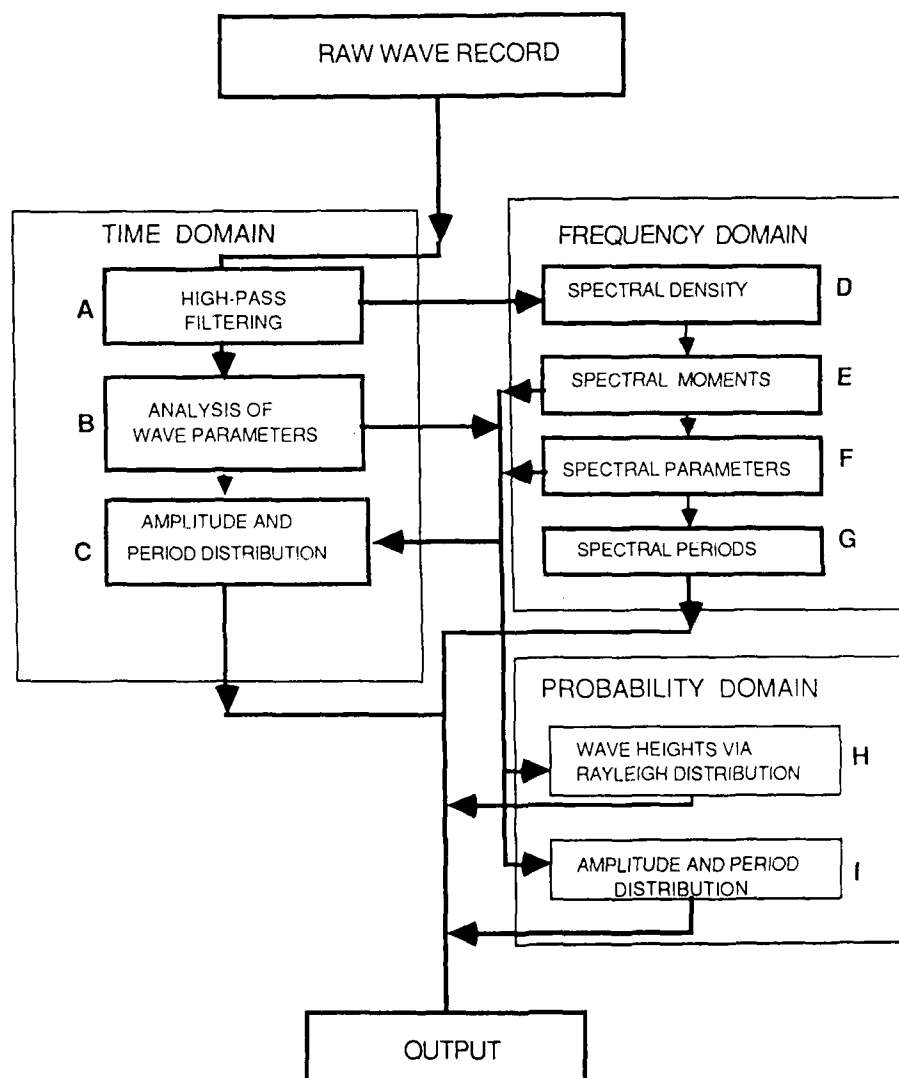 RAW WAVE RECORD
TIME DOMAIN
A
HIGH-PASS
FILTERING
B
ANALYSIS OF
WAVE PARAMETERS
C
AMPLITUDE AND
PERIOD DISTRIBUTION
FREQUENCY DOMAIN
SPECTRAL DENSITY
D
SPECTRAL MOMENTS
E
SPECTRAL PARAMETERS
F
SPECTRAL PERIODS
G
PROBABILITY DOMAIN
WAVE HEIGHTS VIA
RAYLEIGH DISTRIBUTION
H
AMPLITUDE AND PERIOD
DISTRIBUTION
I
OUTPUT